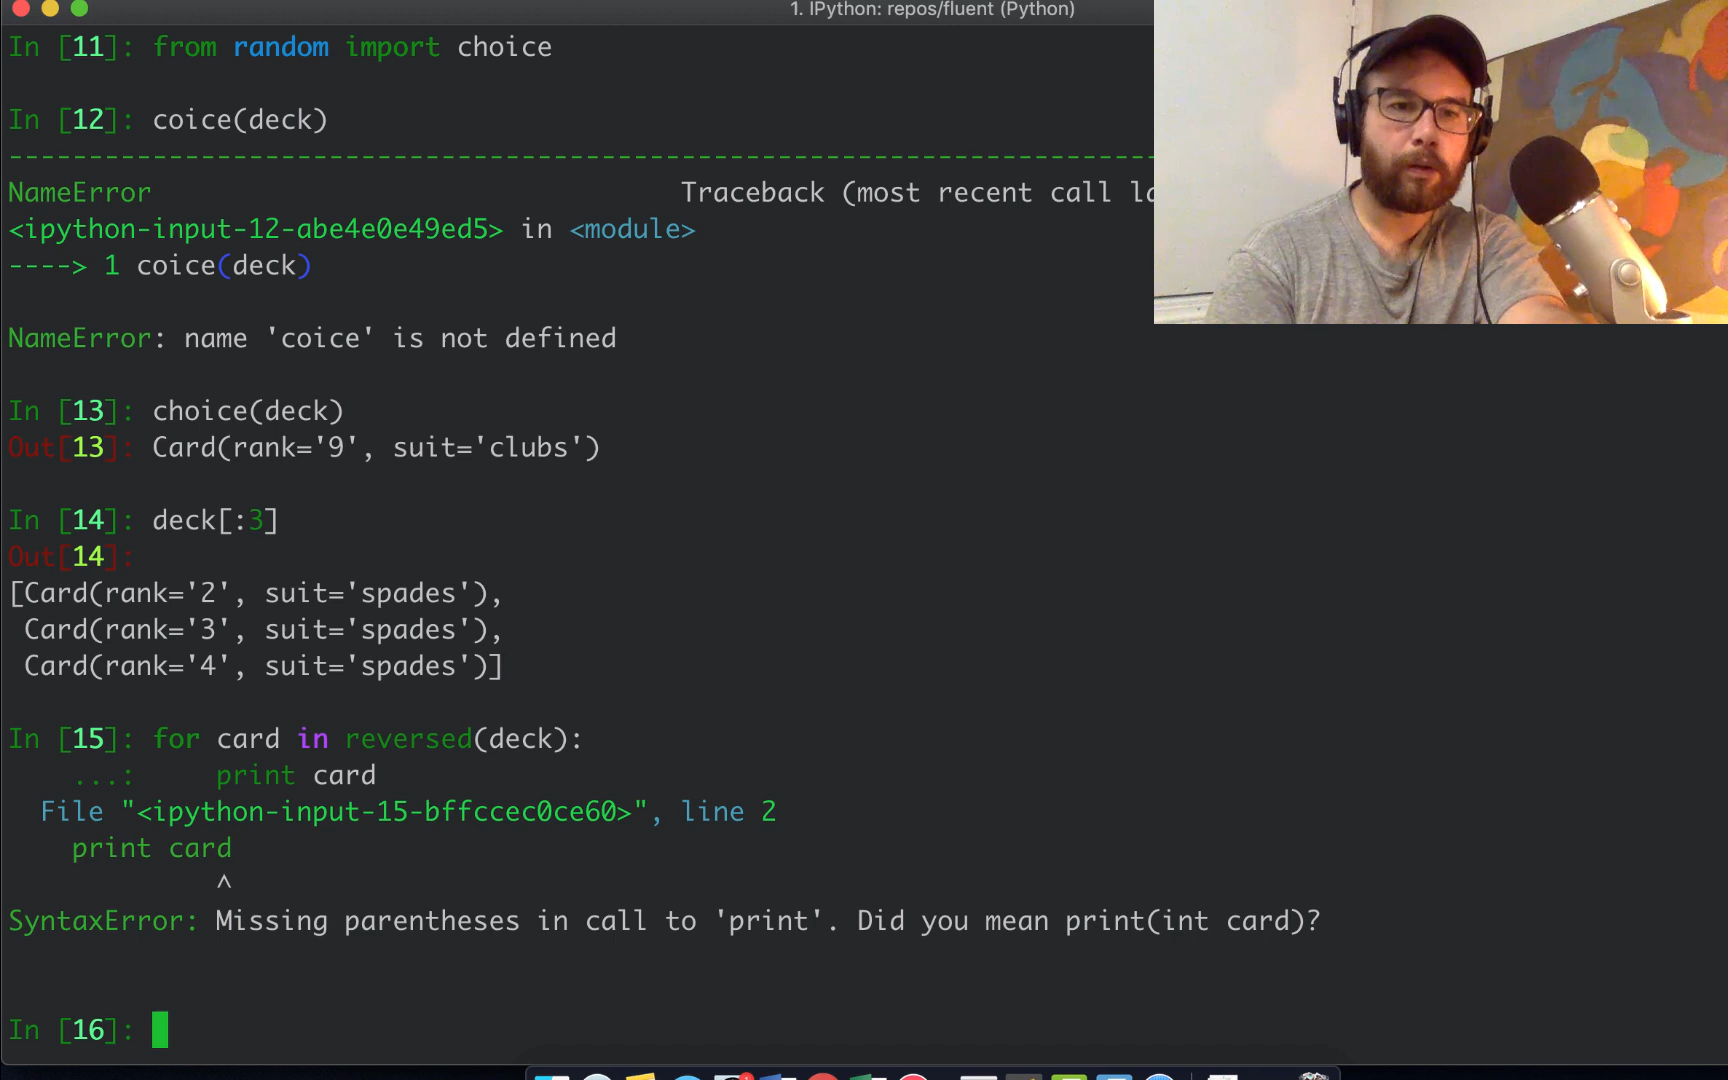 1. IPython: repos/fluent (Python)
In [11]: from random import choice
In [12]: coice(deck)
---------------------------------------------------------------------------
NameError                                 Traceback (most recent call la
<ipython-input-12-abe4e0e49ed5> in <module>
----> 1 coice(deck)
NameError: name 'coice' is not defined
In [13]: choice(deck)
Out[13]: Card(rank='9', suit='clubs')
In [14]: deck[:3]
Out[14]:
[Card(rank='2', suit='spades'),
 Card(rank='3', suit='spades'),
 Card(rank='4', suit='spades')]
In [15]: for card in reversed(deck):
    ...:     print card
  File "<ipython-input-15-bffccec0ce60>", line 2
    print card
             ^
SyntaxError: Missing parentheses in call to 'print'. Did you mean print(int card)?
In [16]: